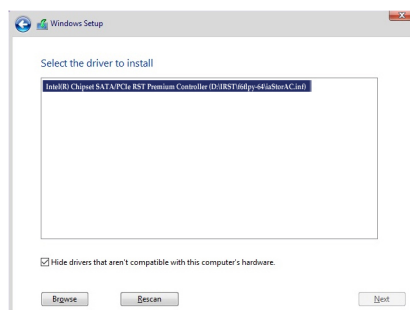 Windows Setup
Select the driver to install
Intel(R) Chipset SATA/PCIe RST Premium Controller (D:\IRST\f6flpy-64\iaStorAC.inf)
Hide drivers that aren't compatible with this computer's hardware.
Browse Rescan Next